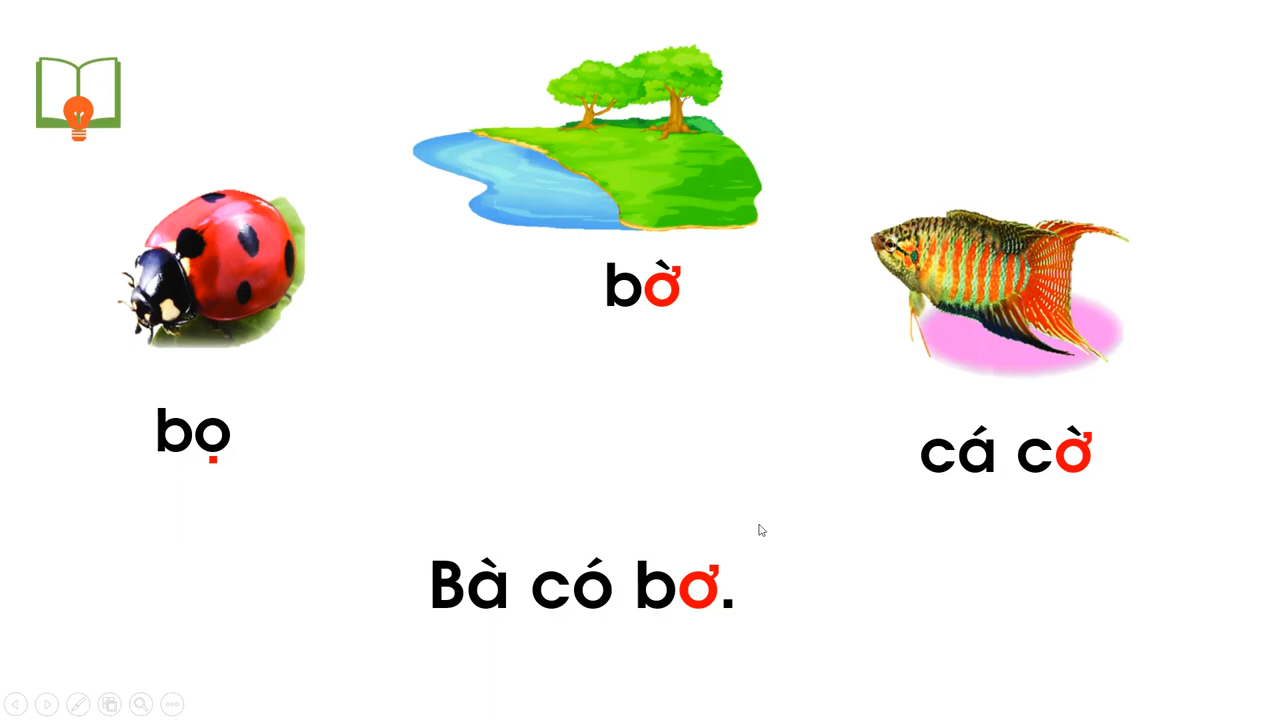 bờ
bọ
cá cờ
Bà có bơ.